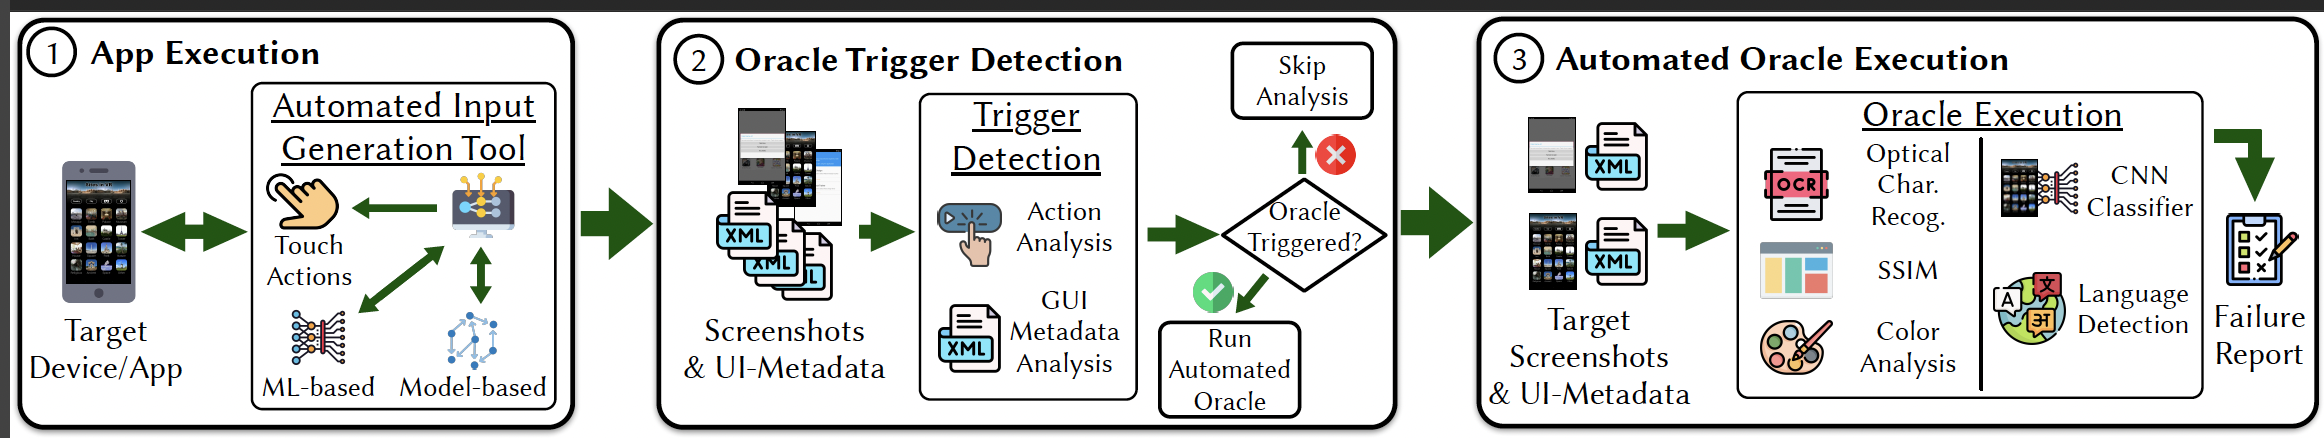 1 App Execution
Automated Input
Generation Tool
Touch
Actions
ML-based
Model-based
Target
Device/App
2 Oracle Trigger Detection
XML
XML
XML
Screenshots
& UI-Metadata
Trigger
Detection
Action
Analysis
XML
GUI
Metadata
Analysis
Oracle
Triggered?
Skip
Analysis
Run
Automated
Oracle
3 Automated Oracle Execution
XML
XML
Target
Screenshots
& UI-Metadata
Oracle Execution
OCR
Optical
Char.
Recog.
SSIM
Color
Analysis
CNN
Classifier
A 文 अ
Language
Detection
Failure
Report